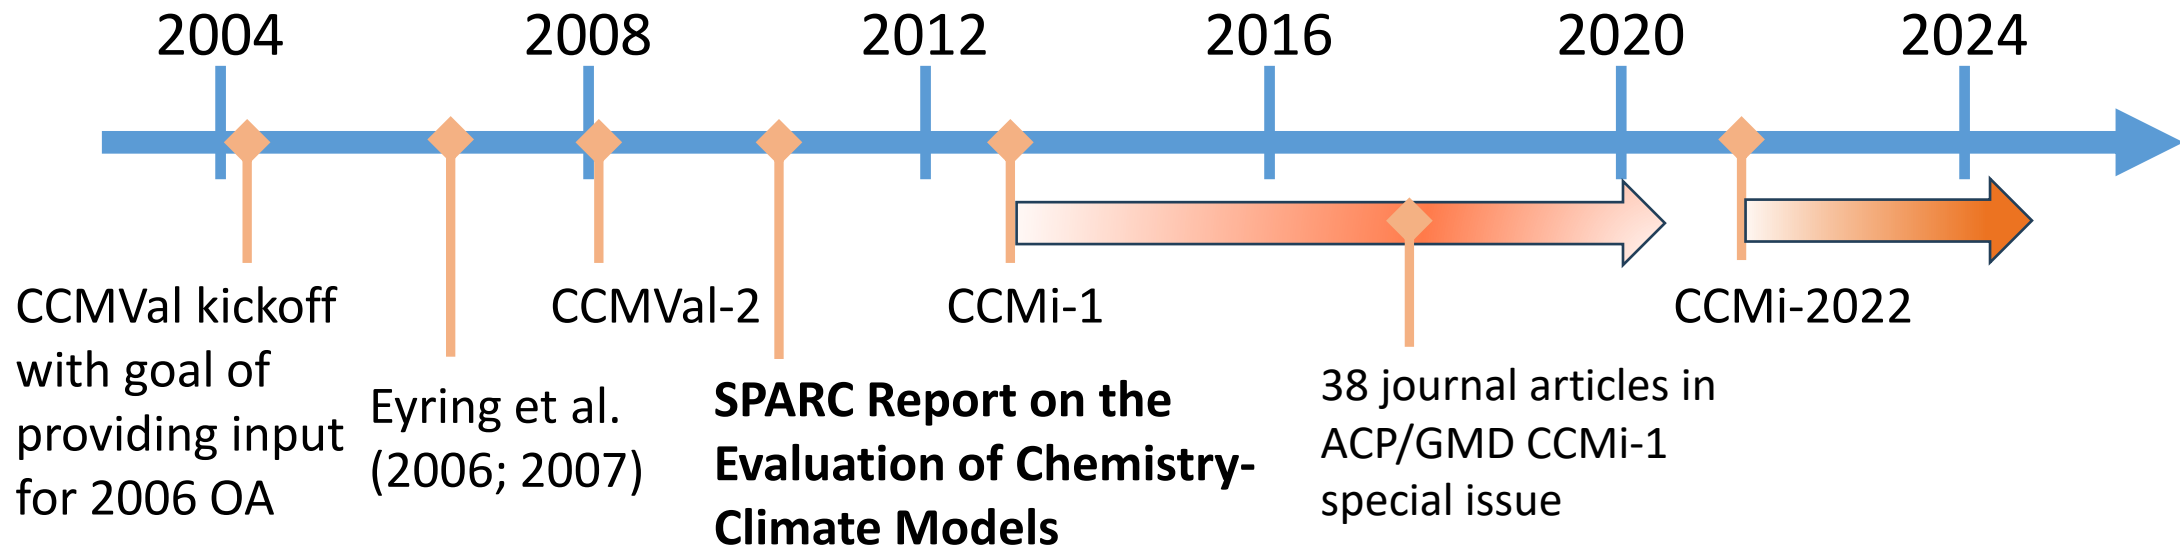 2004
2008
2012
2016
2020
2024
CCMVal kickoff
with goal of
providing input
for 2006 OA
Eyring et al.
(2006; 2007)
CCMVal-2
SPARC Report on the
Evaluation of Chemistry-
Climate Models
CCMi-1
38 journal articles in
ACP/GMD CCMi-1
special issue
CCMi-2022